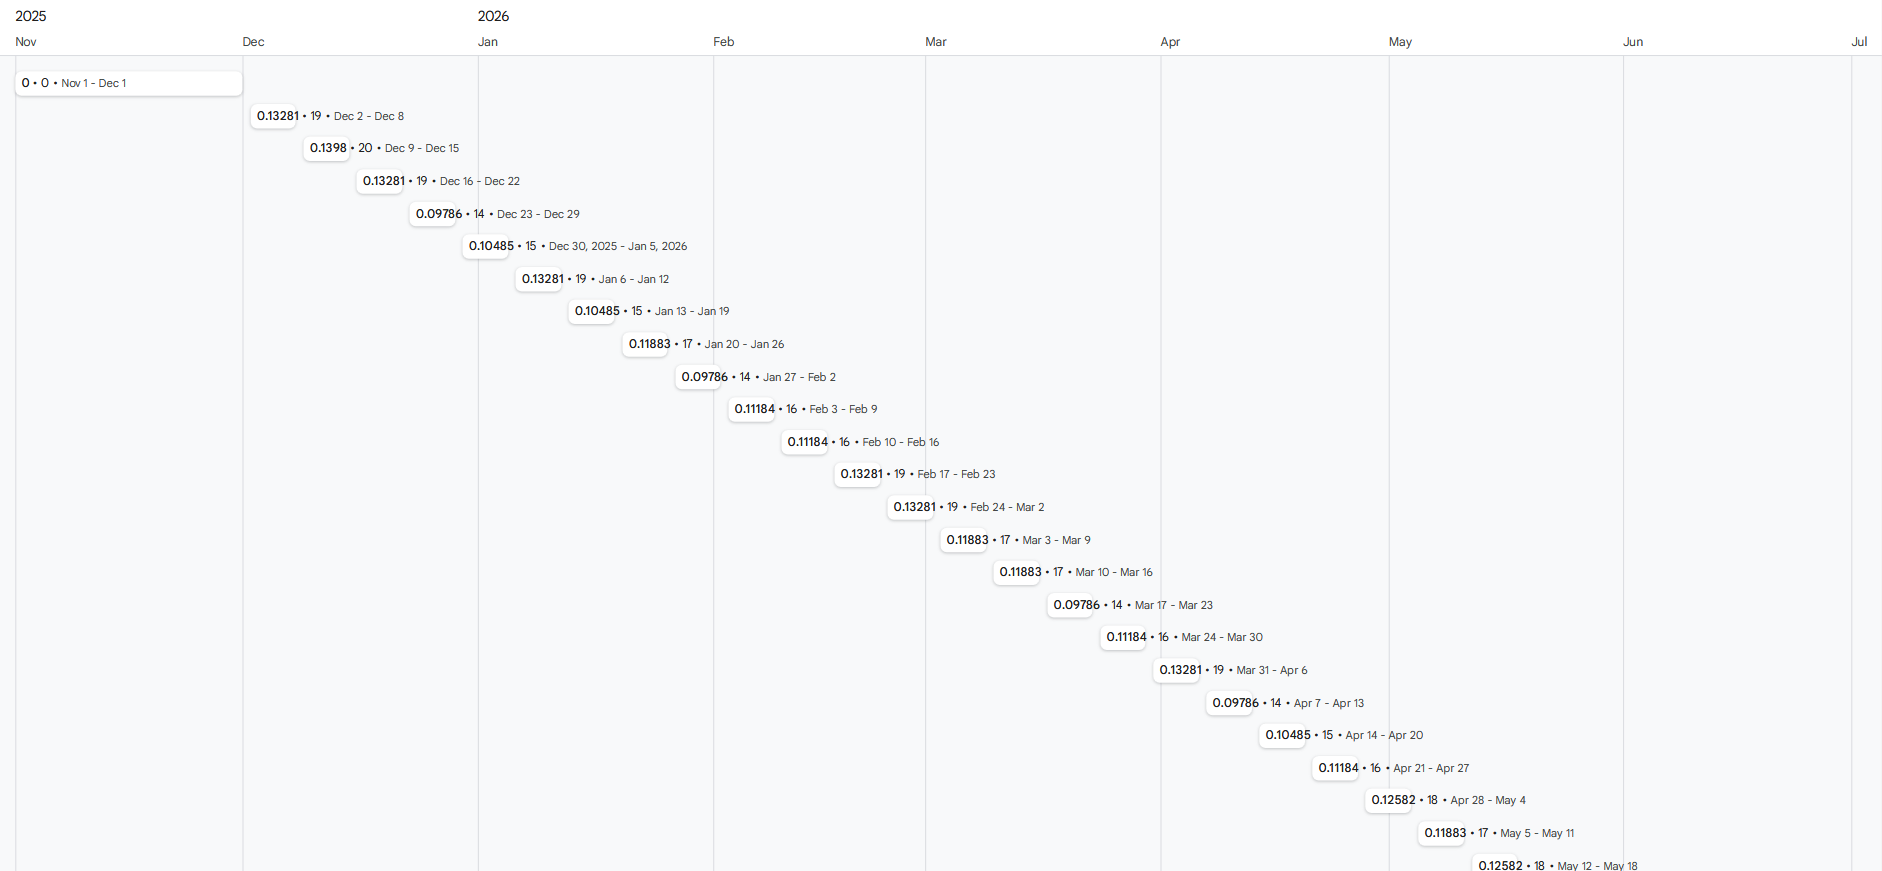 2025 2026
Nov Dec Jan Feb Mar Apr May Jun Jul
0 • 0 • Nov 1 - Dec 1
0.13281 • 19 • Dec 2 - Dec 8
0.1398 • 20 • Dec 9 - Dec 15
0.13281 • 19 • Dec 16 - Dec 22
0.09786 • 14 • Dec 23 - Dec 29
0.10485 • 15 • Dec 30, 2025 - Jan 5, 2026
0.13281 • 19 • Jan 6 - Jan 12
0.10485 • 15 • Jan 13 - Jan 19
0.11883 • 17 • Jan 20 - Jan 26
0.09786 • 14 • Jan 27 - Feb 2
0.11184 • 16 • Feb 3 - Feb 9
0.11184 • 16 • Feb 10 - Feb 16
0.13281 • 19 • Feb 17 - Feb 23
0.13281 • 19 • Feb 24 - Mar 2
0.11883 • 17 • Mar 3 - Mar 9
0.11883 • 17 • Mar 10 - Mar 16
0.09786 • 14 • Mar 17 - Mar 23
0.11184 • 16 • Mar 24 - Mar 30
0.13281 • 19 • Mar 31 - Apr 6
0.09786 • 14 • Apr 7 - Apr 13
0.10485 • 15 • Apr 14 - Apr 20
0.11184 • 16 • Apr 21 - Apr 27
0.12582 • 18 • Apr 28 - May 4
0.11883 • 17 • May 5 - May 11
0.12582 • 18 • May 12 - May 18